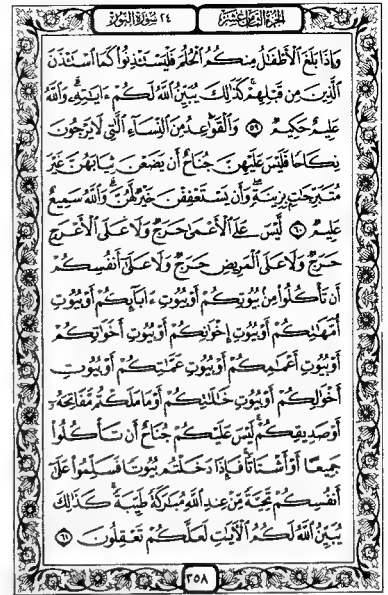 الجزء الثامن عشر
٢٤ سورة النور
وَإِذَا بَلَغَ ٱلْأَطْفَٰلُ مِنكُمُ ٱلْحُلُمَ فَلْيَسْتَـْٔذِنُوا۟ كَمَا ٱسْتَـْٔذَنَ
ٱلَّذِينَ مِن قَبْلِهِمْ ۚ كَذَٰلِكَ يُبَيِّنُ ٱللَّهُ لَكُمْ ءَايَٰتِهِۦ ۗ وَٱللَّهُ
عَلِيمٌ حَكِيمٌ ٥٩ وَٱلْقَوَٰعِدُ مِنَ ٱلنِّسَآءِ ٱلَّٰتِى لَا يَرْجُونَ
نِكَاحًا فَلَيْسَ عَلَيْهِنَّ جُنَاحٌ أَن يَضَعْنَ ثِيَابَهُنَّ غَيْرَ
مُتَبَرِّجَٰتٍۭ بِزِينَةٍ ۖ وَأَن يَسْتَعْفِفْنَ خَيْرٌ لَّهُنَّ ۗ وَٱللَّهُ سَمِيعٌ
عَلِيمٌ ٦٠ لَّيْسَ عَلَى ٱلْأَعْمَىٰ حَرَجٌ وَلَا عَلَى ٱلْأَعْرَجِ
حَرَجٌ وَلَا عَلَى ٱلْمَرِيضِ حَرَجٌ وَلَا عَلَىٰٓ أَنفُسِكُمْ
أَن تَأْكُلُوا۟ مِنۢ بُيُوتِكُمْ أَوْ بُيُوتِ ءَابَآئِكُمْ أَوْ بُيُوتِ
أُمَّهَٰتِكُمْ أَوْ بُيُوتِ إِخْوَٰنِكُمْ أَوْ بُيُوتِ أَخَوَٰتِكُمْ
أَوْ بُيُوتِ أَعْمَٰمِكُمْ أَوْ بُيُوتِ عَمَّٰتِكُمْ أَوْ بُيُوتِ
أَخْوَٰلِكُمْ أَوْ بُيُوتِ خَٰلَٰتِكُمْ أَوْ مَا مَلَكْتُم مَّفَاتِحَهُۥٓ
أَوْ صَدِيقِكُمْ ۚ لَيْسَ عَلَيْكُمْ جُنَاحٌ أَن تَأْكُلُوا۟
جَمِيعًا أَوْ أَشْتَاتًا ۚ فَإِذَا دَخَلْتُم بُيُوتًا فَسَلِّمُوا۟ عَلَىٰٓ
أَنفُسِكُمْ تَحِيَّةً مِّنْ عِندِ ٱللَّهِ مُبَٰرَكَةً طَيِّبَةً ۚ كَذَٰلِكَ
يُبَيِّنُ ٱللَّهُ لَكُمُ ٱلْءَايَٰتِ لَعَلَّكُمْ تَعْقِلُونَ ٦١
٣٥٨